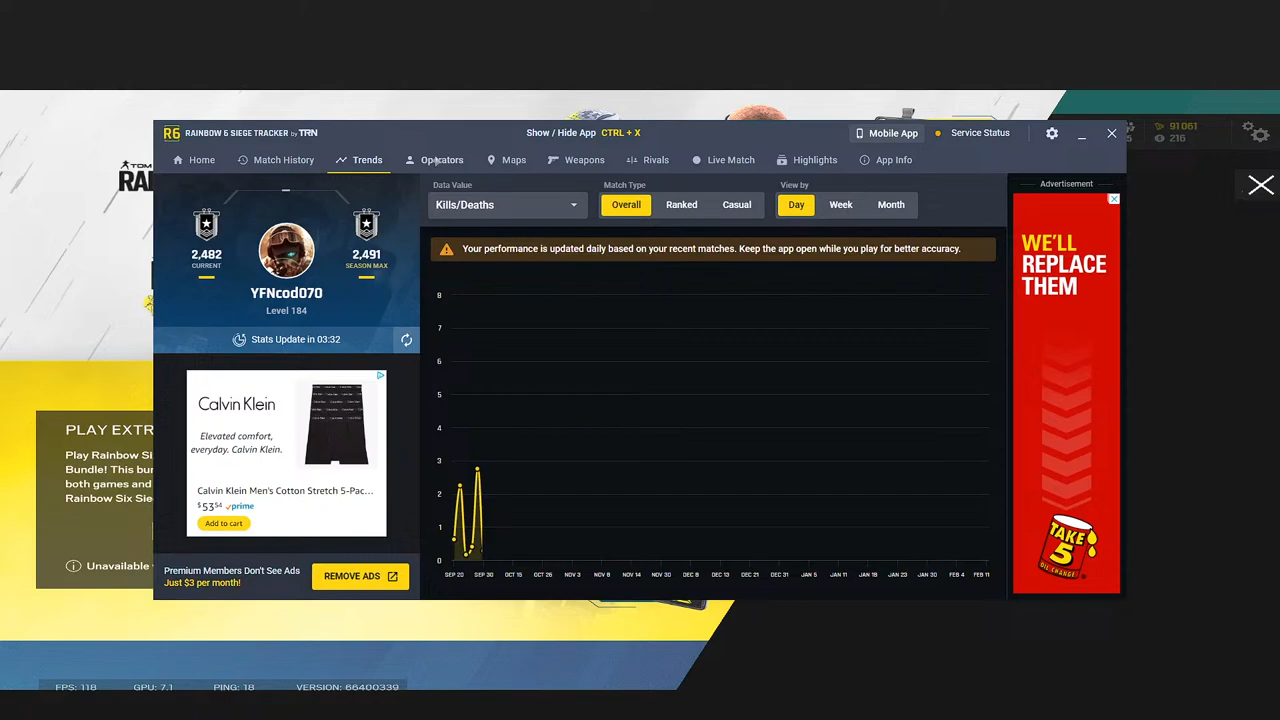 R6 RAINBOW 6 SIEGE TRACKER by TRN
Show / Hide App CTRL + X
Mobile App
Service Status
Home
Match History
Trends
Operators
Maps
Weapons
Rivals
Live Match
Highlights
App Info
91 061
216
TOM
RA
2,482
CURRENT
2,491
SEASON MAX
YFNcod070
Level 184
Stats Update in 03:32
Data Value
Kills/Deaths
Match Type
Overall Ranked Casual
View by
Day Week Month
Your performance is updated daily based on your recent matches. Keep the app open while you play for better accuracy.
8
7
6
5
4
3
2
1
0
SEP 20 SEP 30 OCT 15 OCT 26 NOV 3 NOV 8 NOV 14 NOV 30 DEC 8 DEC 13 DEC 21 DEC 31 JAN 5 JAN 11 JAN 18 JAN 23 JAN 30 FEB 4 FEB 11
Calvin Klein
Elevated comfort,
everyday. Calvin Klein.
Calvin Klein Men's Cotton Stretch 5-Pac...
$5354 prime
Add to cart
Premium Members Don't See Ads
Just $3 per month!
REMOVE ADS
Advertisement
WE'LL
REPLACE
THEM
TAKE
5
OIL CHANGE
PLAY EXTR
Play Rainbow Si
Bundle! This bun
both games and
Rainbow Six Sie
Unavailable
FPS: 118 GPU: 7.1 PING: 18 VERSION: 66400339